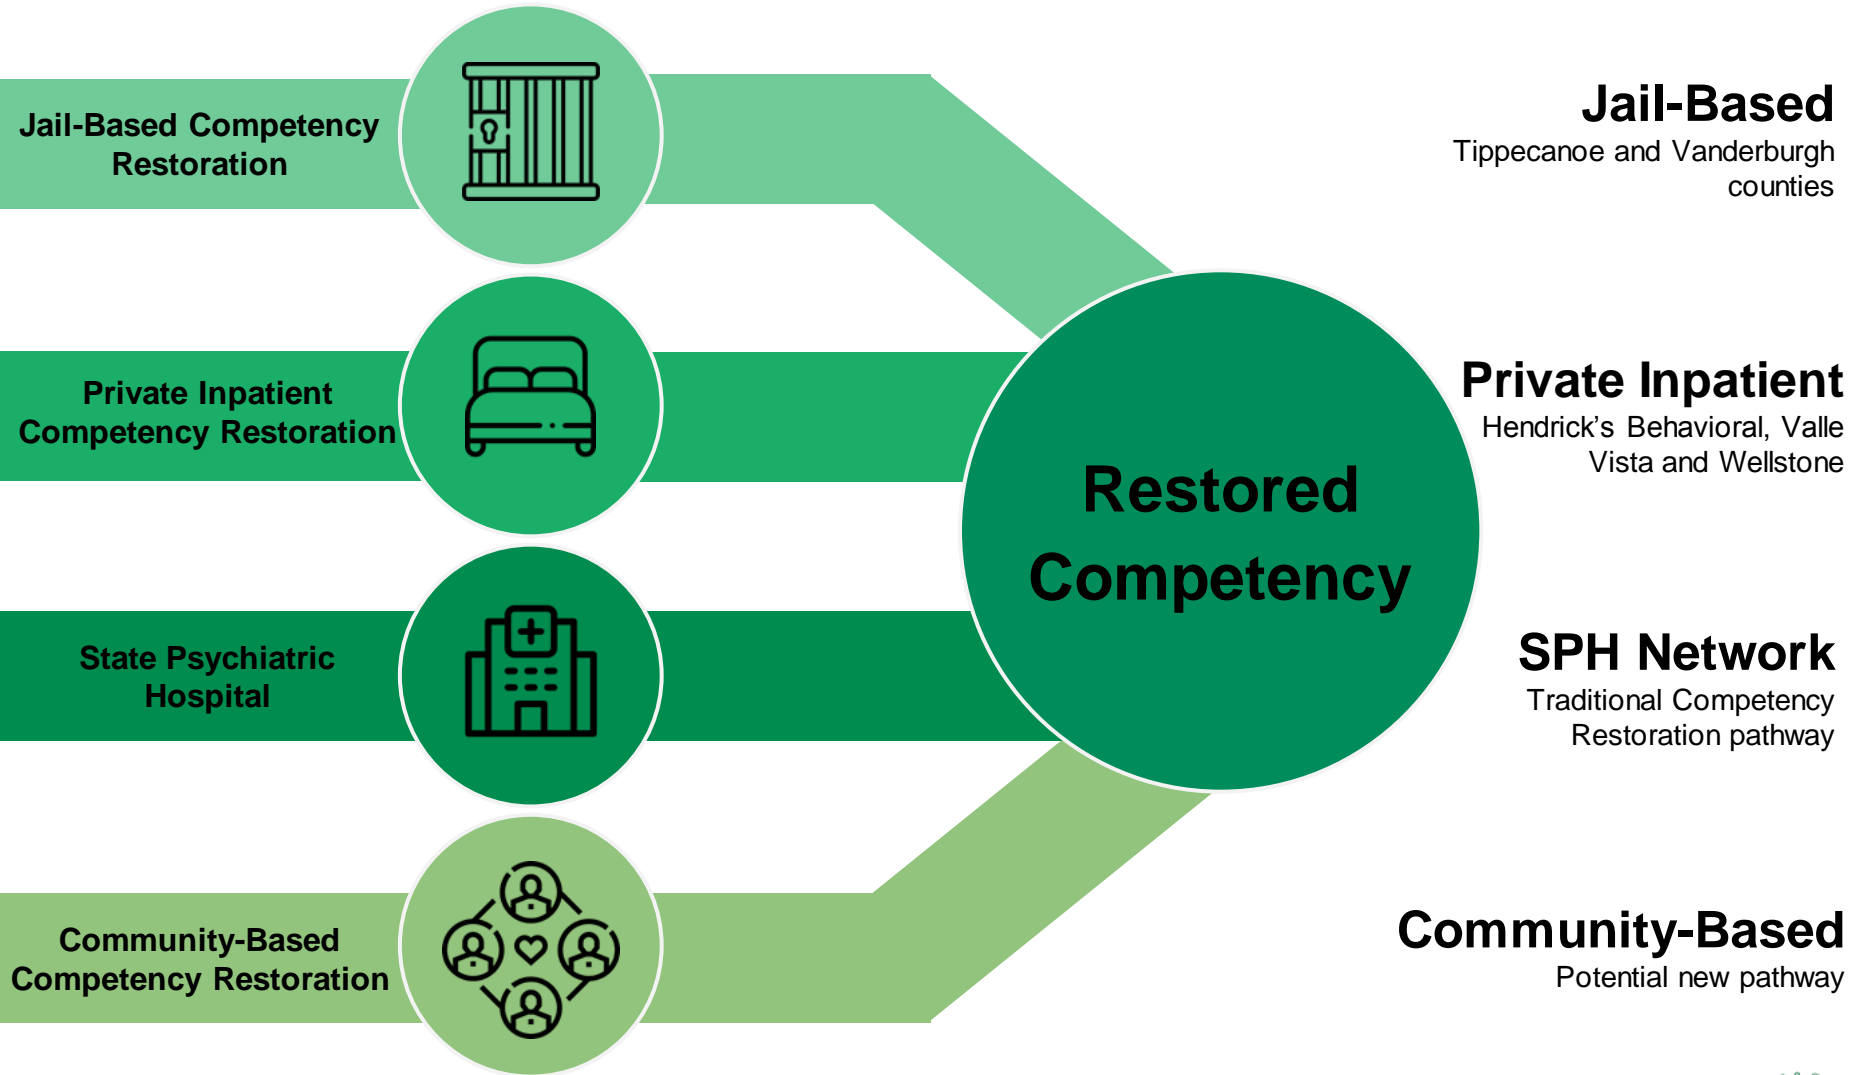 Jail-Based Competency
Restoration
Private Inpatient
Competency Restoration
State Psychiatric
Hospital
Community-Based
Competency Restoration
Restored
Competency
Jail-Based
Tippecanoe and Vanderburgh
counties
Private Inpatient
Hendrick’s Behavioral, Valle
Vista and Wellstone
SPH Network
Traditional Competency
Restoration pathway
Community-Based
Potential new pathway